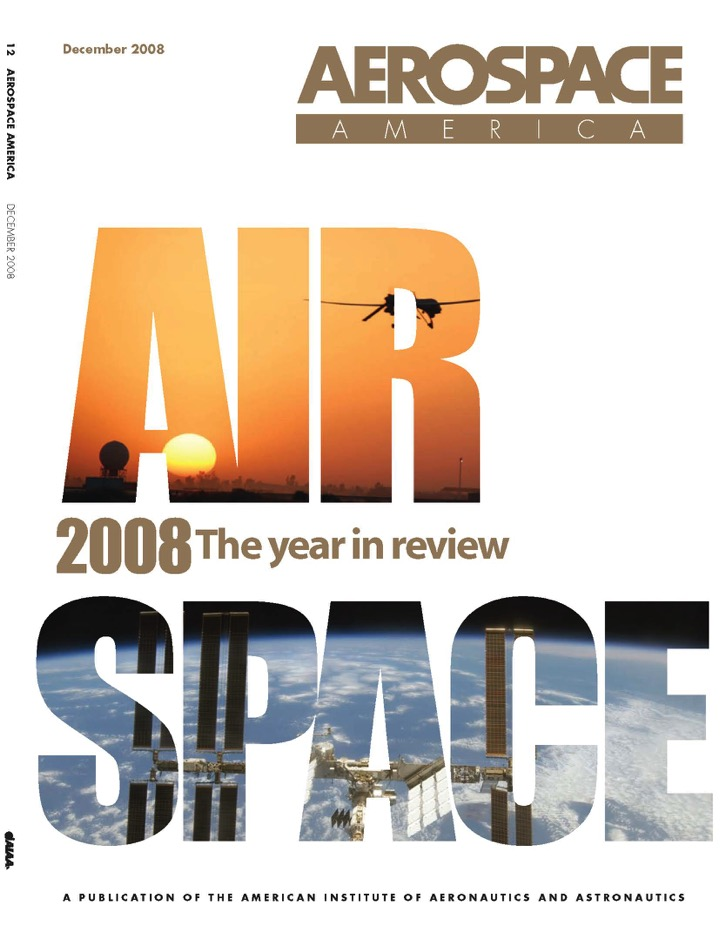 December 2008
AEROSPACE
AMERICA
12 AEROSPACE AMERICA DECEMBER 2008
AIR
2008 The year in review
SPACE
AIAA
A PUBLICATION OF THE AMERICAN INSTITUTE OF AERONAUTICS AND ASTRONAUTICS